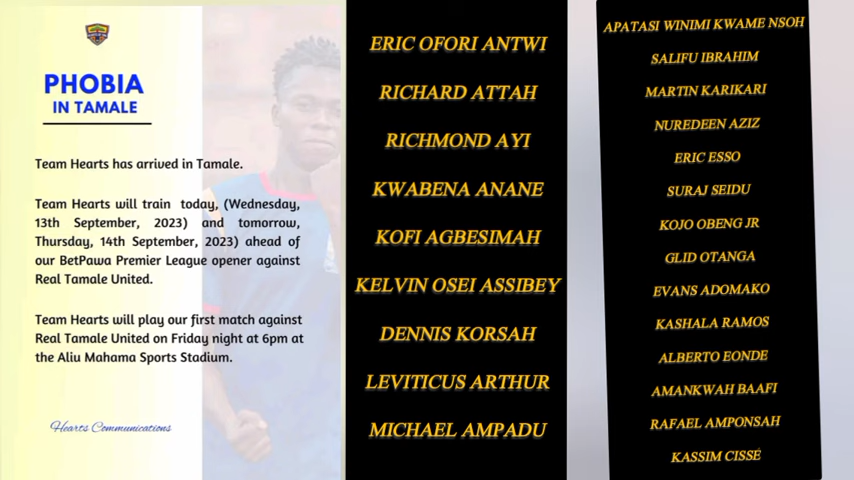 PHOBIA
IN TAMALE
Team Hearts has arrived in Tamale.
Team Hearts will train today, (Wednesday,
13th September, 2023) and tomorrow,
Thursday, 14th September, 2023) ahead of
our BetPawa Premier League opener against
Real Tamale United.
Team Hearts will play our first match against
Real Tamale United on Friday night at 6pm at
the Aliu Mahama Sports Stadium.
Hearts Communications
ERIC OFORI ANTWI
RICHARD ATTAH
RICHMOND AYI
KWABENA ANANE
KOFI AGBESIMAH
KELVIN OSEI ASSIBEY
DENNIS KORSAH
LEVITICUS ARTHUR
MICHAEL AMPADU
APATASI WINIMI KWAME NSOH
SALIFU IBRAHIM
MARTIN KARIKARI
NUREDEEN AZIZ
ERIC ESSO
SURAJ SEIDU
KOJO OBENG JR
GLID OTANGA
EVANS ADOMAKO
KASHALA RAMOS
ALBERTO EONDE
AMANKWAH BAAFI
RAFAEL AMPONSAH
KASSIM CISSE